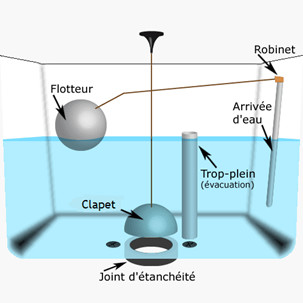 Robinet
Flotteur
Arrivée
d'eau
Trop-plein
(évacuation)
Clapet
Joint d'étanchéité